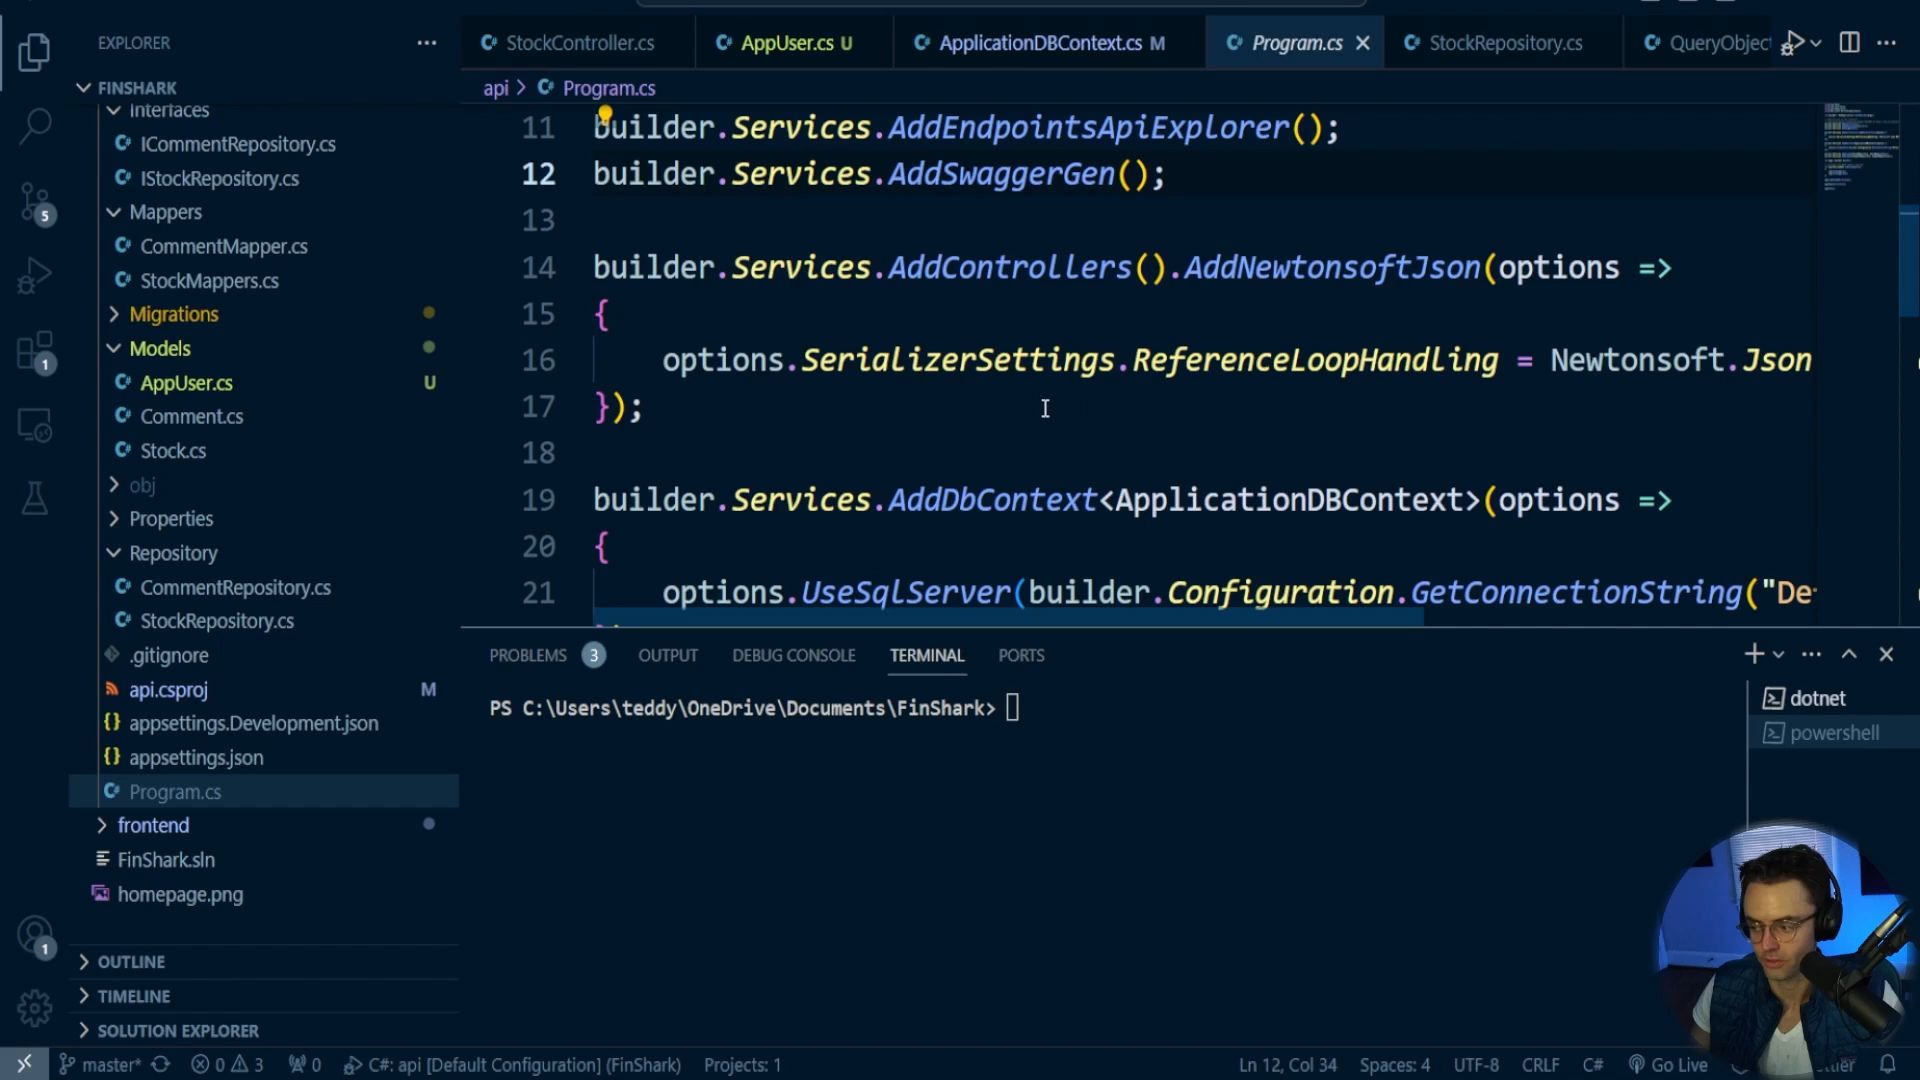 EXPLORER
FINSHARK
Interfaces
ICommentRepository.cs
IStockRepository.cs
Mappers
CommentMapper.cs
StockMappers.cs
Migrations
Models
AppUser.cs U
Comment.cs
Stock.cs
obj
Properties
Repository
CommentRepository.cs
StockRepository.cs
.gitignore
api.csproj M
appsettings.Development.json
appsettings.json
Program.cs
frontend
FinShark.sln
homepage.png
OUTLINE
TIMELINE
SOLUTION EXPLORER
5
1
1
StockController.cs
AppUser.cs U
ApplicationDBContext.cs M
Program.cs
StockRepository.cs
QueryObject
api > Program.cs
11 builder.Services.AddEndpointsApiExplorer();
12 builder.Services.AddSwaggerGen();
13
14 builder.Services.AddControllers().AddNewtonsoftJson(options =>
15 {
16 options.SerializerSettings.ReferenceLoopHandling = Newtonsoft.Json
17 });
18
19 builder.Services.AddDbContext<ApplicationDBContext>(options =>
20 {
21 options.UseSqlServer(builder.Configuration.GetConnectionString("De
PROBLEMS 3 OUTPUT DEBUG CONSOLE TERMINAL PORTS
PS C:\Users\teddy\OneDrive\Documents\FinShark>
dotnet
powershell
master* 0 3 0 C#: api [Default Configuration] (FinShark) Projects: 1 Ln 12, Col 34 Spaces: 4 UTF-8 CRLF C# Go Live